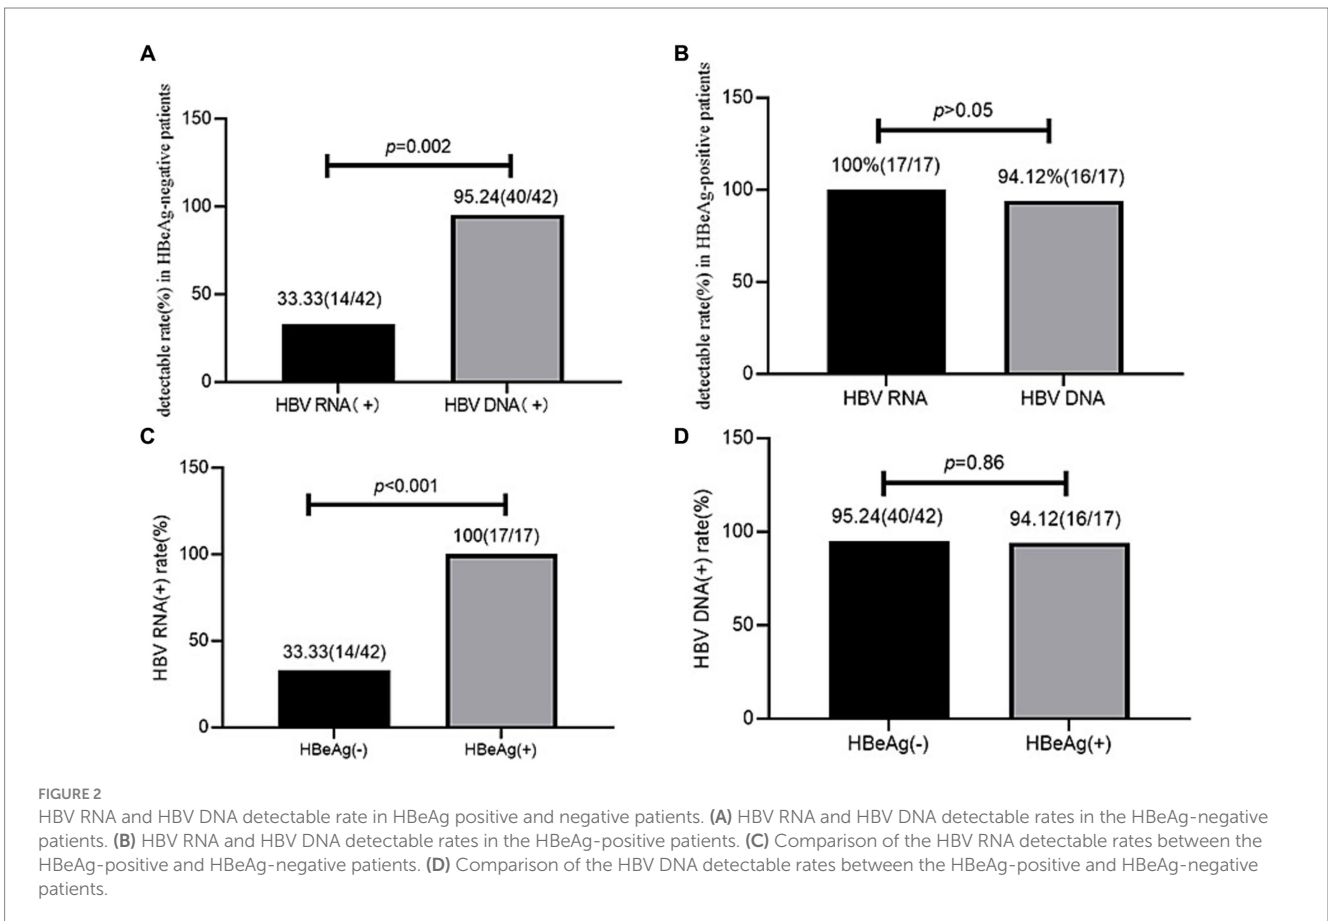 A
detectable rate(%) in HBeAg-negative patients
150
100
50
0
p=0.002
95.24(40/42)
33.33(14/42)
HBV RNA( +) HBV DNA( +)
B
detectable rate(%) in HBeAg-positive patients
150
100
50
0
p>0.05
100%(17/17)
94.12%(16/17)
HBV RNA HBV DNA
C
HBV RNA(+) rate(%)
150
100
50
0
p<0.001
100(17/17)
33.33(14/42)
HBeAg(-) HBeAg(+)
D
HBV DNA(+) rate(%)
150
100
50
0
p=0.86
95.24(40/42)
94.12(16/17)
HBeAg(-) HBeAg(+)
FIGURE 2
HBV RNA and HBV DNA detectable rate in HBeAg positive and negative patients. (A) HBV RNA and HBV DNA detectable rates in the HBeAg-negative
patients. (B) HBV RNA and HBV DNA detectable rates in the HBeAg-positive patients. (C) Comparison of the HBV RNA detectable rates between the
HBeAg-positive and HBeAg-negative patients. (D) Comparison of the HBV DNA detectable rates between the HBeAg-positive and HBeAg-negative
patients.